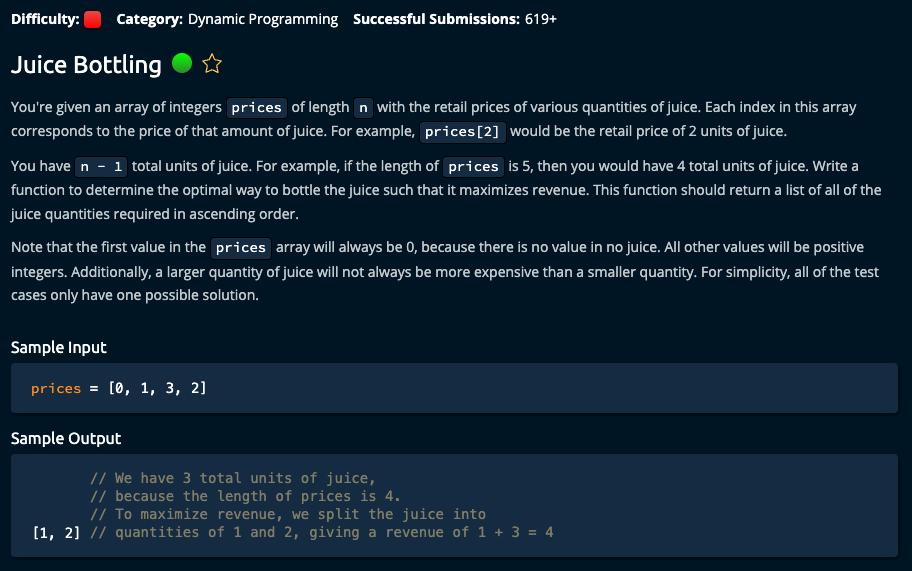 Difficulty: Category: Dynamic Programming Successful Submissions: 619+
Juice Bottling
You're given an array of integers prices of length n with the retail prices of various quantities of juice. Each index in this array
corresponds to the price of that amount of juice. For example, prices[2] would be the retail price of 2 units of juice.
You have n - 1 total units of juice. For example, if the length of prices is 5, then you would have 4 total units of juice. Write a
function to determine the optimal way to bottle the juice such that it maximizes revenue. This function should return a list of all of the
juice quantities required in ascending order.
Note that the first value in the prices array will always be 0, because there is no value in no juice. All other values will be positive
integers. Additionally, a larger quantity of juice will not always be more expensive than a smaller quantity. For simplicity, all of the test
cases only have one possible solution.
Sample Input
prices = [0, 1, 3, 2]
Sample Output
// We have 3 total units of juice,
// because the length of prices is 4.
// To maximize revenue, we split the juice into
[1, 2] // quantities of 1 and 2, giving a revenue of 1 + 3 = 4